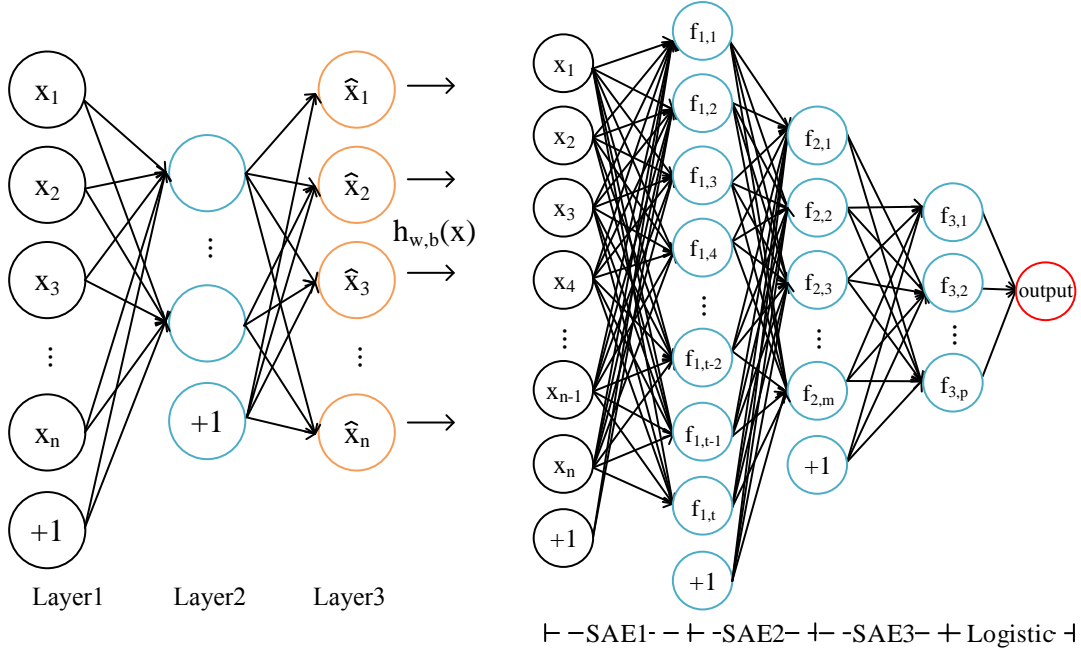 x1
x2
x3
⋮
xn
+1
⋮
+1
x̂1
x̂2
x̂3
⋮
x̂n
hw,b(x)
Layer1
Layer2
Layer3
x1
x2
x3
x4
⋮
xn-1
xn
+1
f1,1
f1,2
f1,3
f1,4
⋮
f1,t-2
f1,t-1
f1,t
+1
f2,1
f2,2
f2,3
⋮
f2,m
+1
f3,1
f3,2
⋮
f3,p
output
SAE1
SAE2
SAE3
Logistic